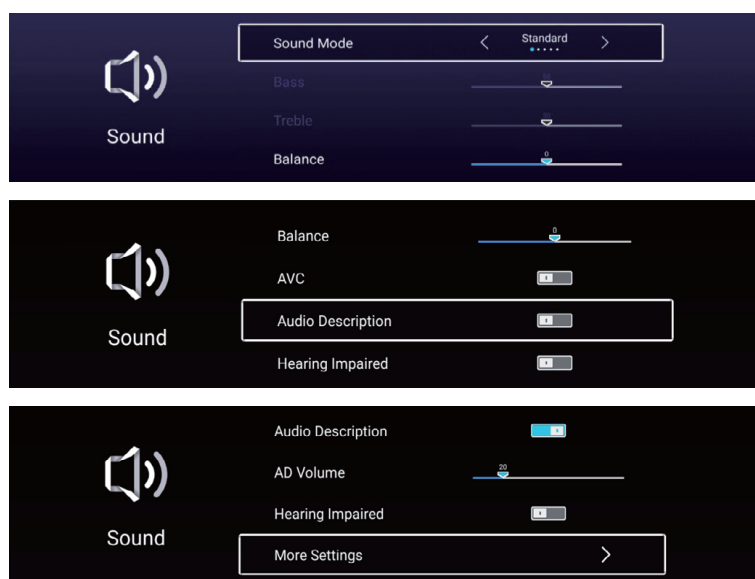 Sound Mode
Standard
Bass
Treble
Balance
0
Sound
Balance
0
AVC
Audio Description
Hearing Impaired
Sound
Audio Description
AD Volume
20
Hearing Impaired
More Settings
Sound